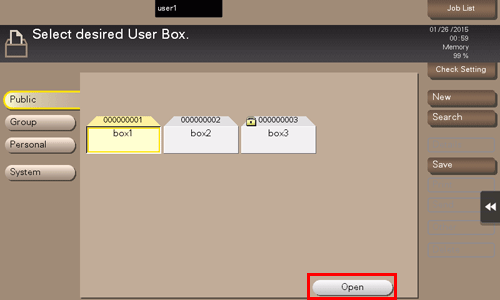 user1
Job List
Select desired User Box.
01/26/2015
00:59
Memory
99 %
Check Setting
Public
Group
Personal
System
000000001
box1
000000002
box2
000000003
box3
New
Search
Save
Open